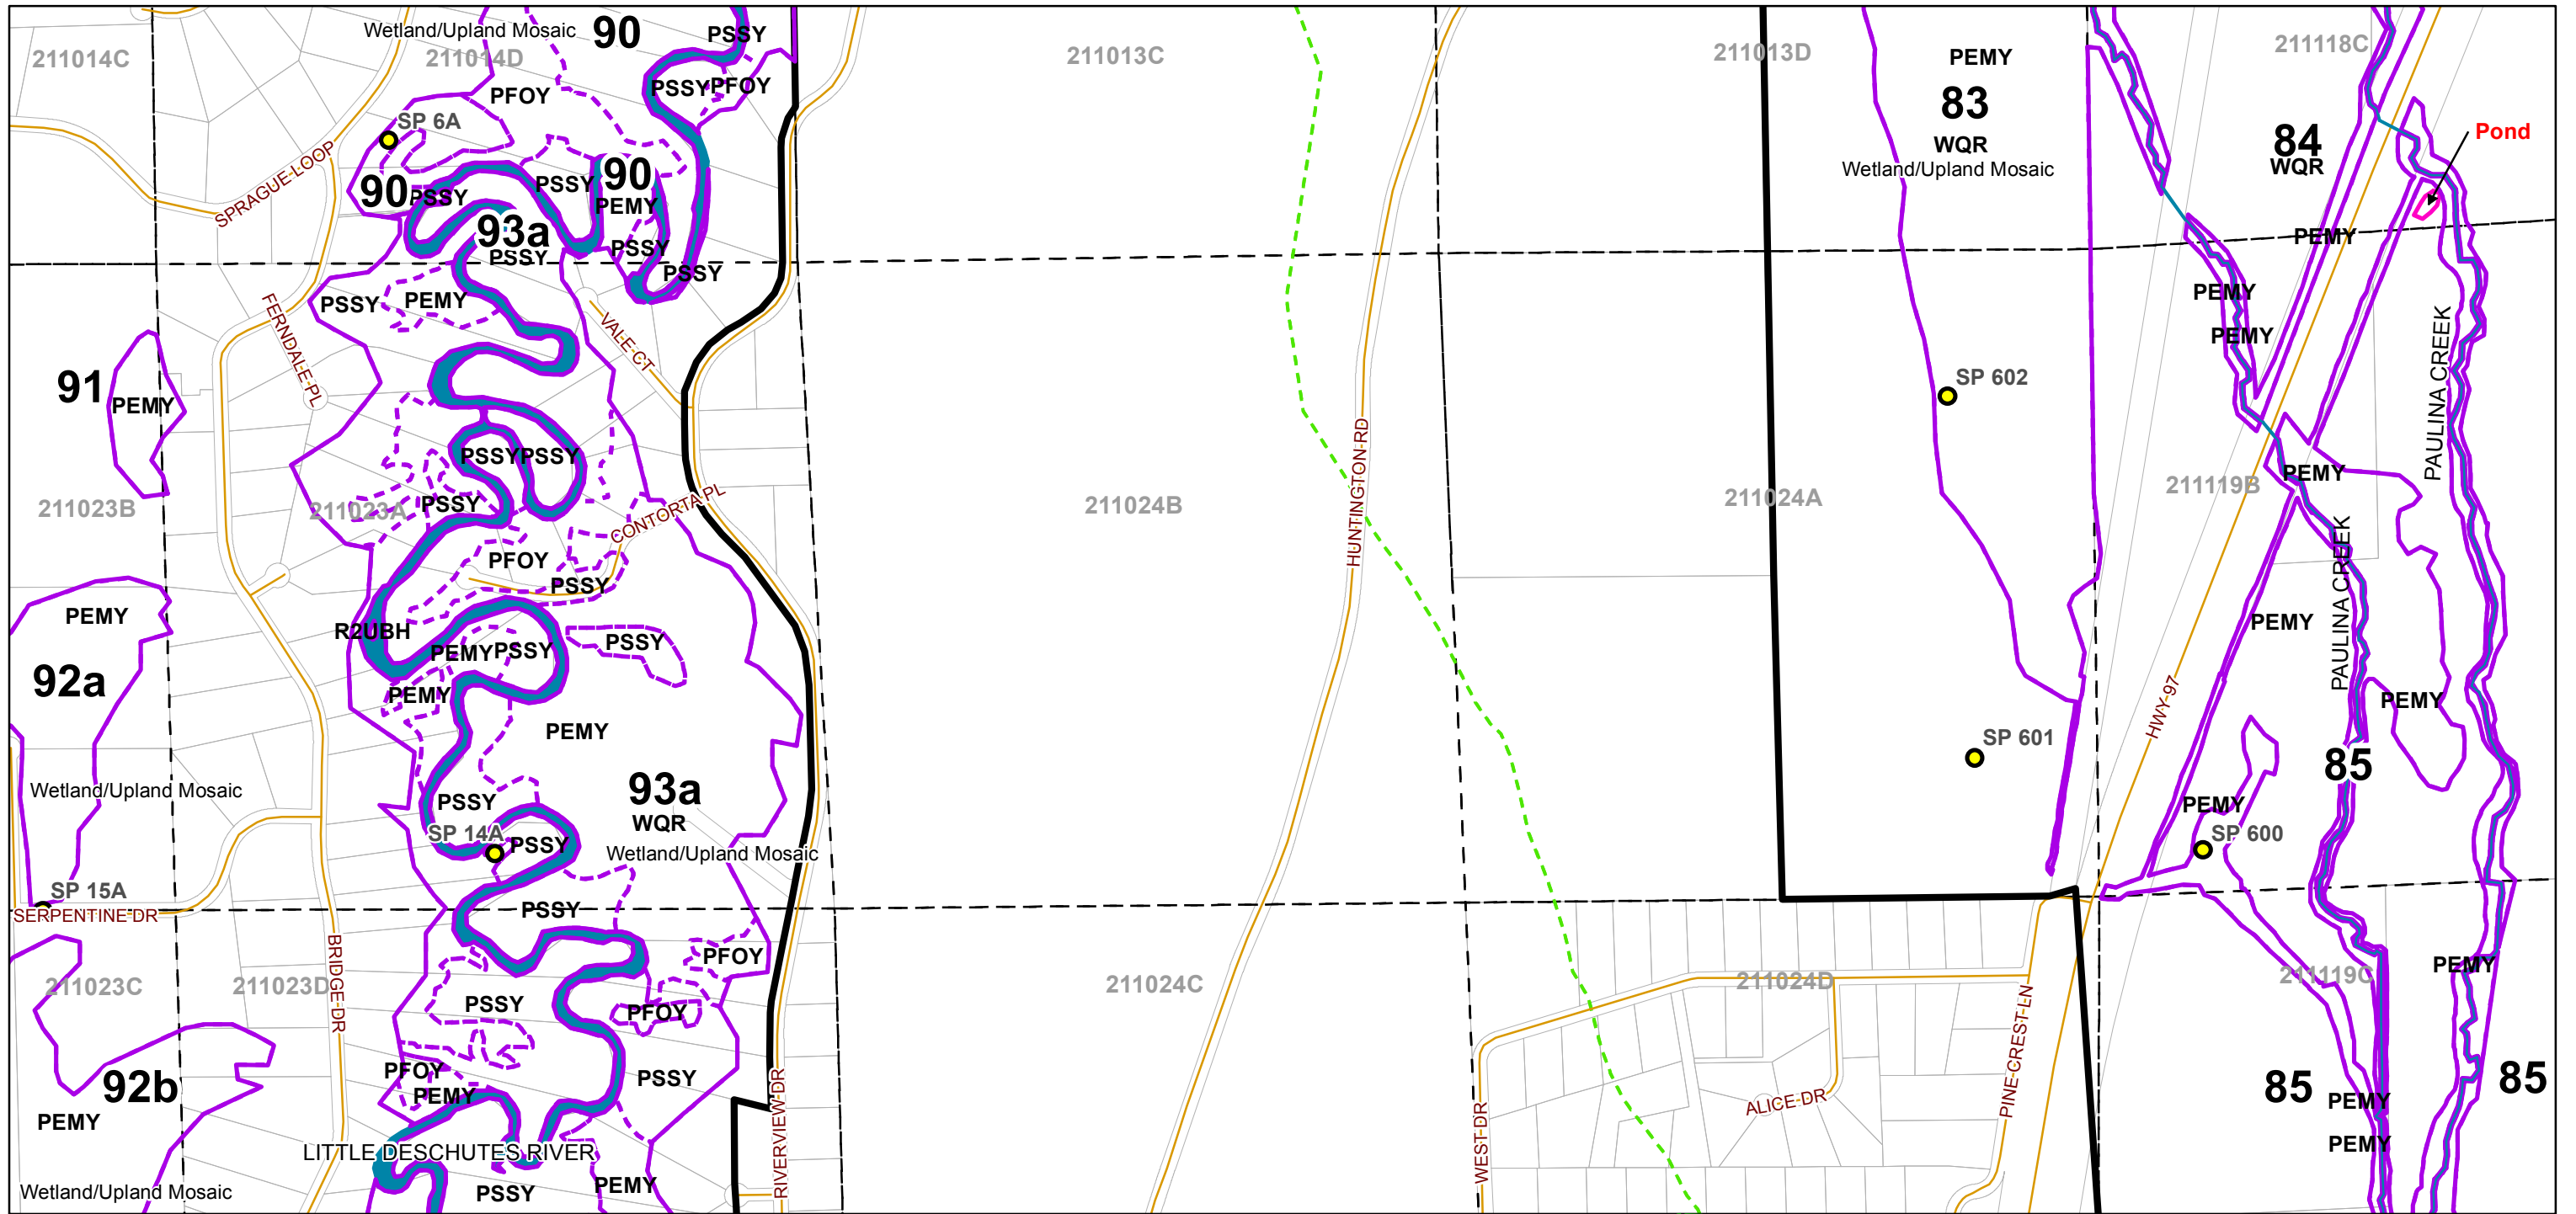 Wetland/Upland Mosaic
90
PSSY
211014C
211014D
211013C
211013D
PEMY
211118C
PFOY
PSSY
PFOY
83
WQR
Wetland/Upland Mosaic
84
WQR
Pond
SP 6A
SPRAGUE LOOP
90
PSSY
PSSY
90
PEMY
93a
PSSY
PSSY
PSSY
PEMY
PSSY
PEMY
FERNDALE PL
VALE CT
PEMY
PEMY
PAULINA CREEK
91
PEMY
SP 602
PSSY
PSSY
HUNTINGTON RD
PEMY
211023B
211023A
PSSY
CONTORTA PL
211024B
211024A
211119B
PFOY
PSSY
PAULINA CREEK
PEMY
R2UBH
PEMY
PSSY
PSSY
PEMY
92a
PEMY
PEMY
PEMY
HWY 97
SP 601
85
Wetland/Upland Mosaic
93a
WQR
Wetland/Upland Mosaic
PSSY
SP 14A
PSSY
PEMY
SP 600
SP 15A
SERPENTINE DR
PSSY
BRIDGE DR
PFOY
PEMY
211023C
211023D
211024C
211024D
211119C
PSSY
PFOY
PINE CREST LN
PFOY
PEMY
PSSY
92b
PEMY
RIVERVIEW DR
WEST DR
ALICE DR
85
PEMY
85
PEMY
LITTLE DESCHUTES RIVER
Wetland/Upland Mosaic
PSSY
PEMY